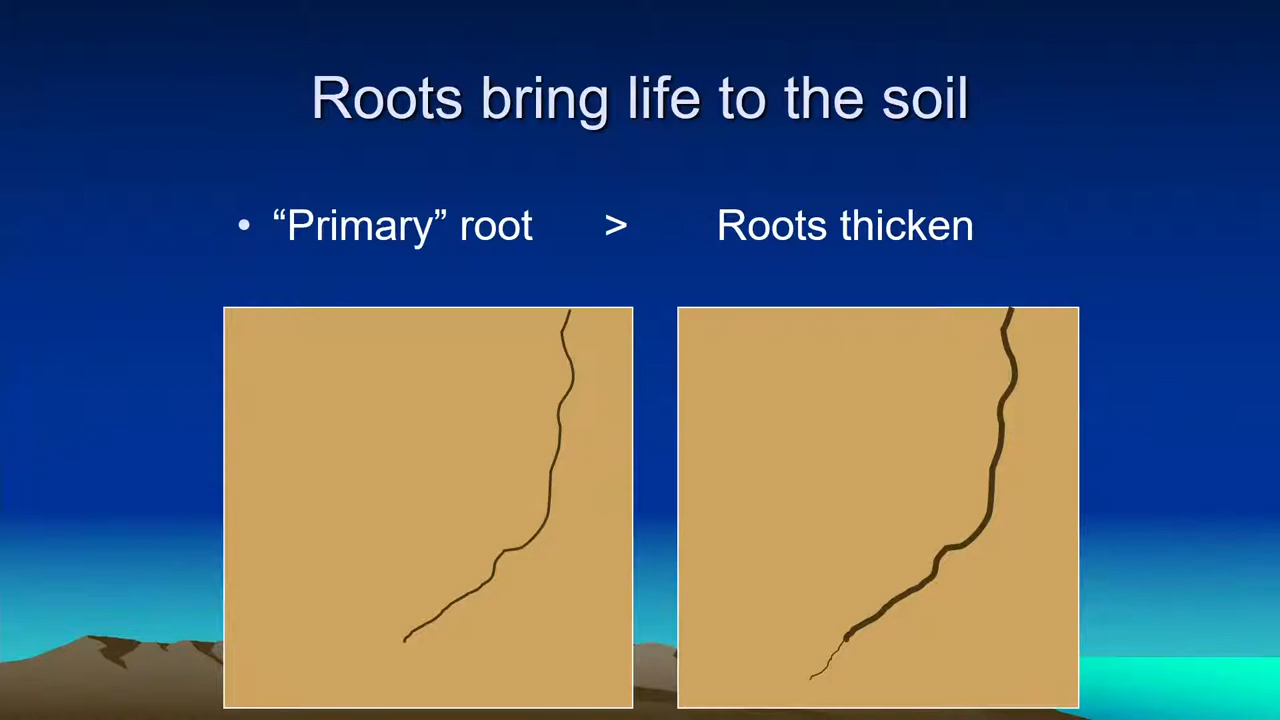 Roots bring life to the soil
• “Primary” root > Roots thicken